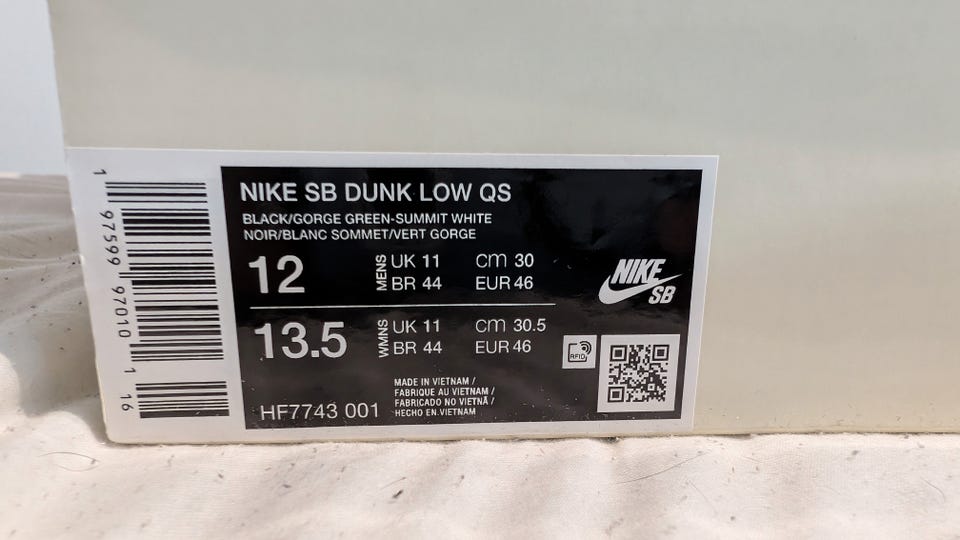 1 97599 97010 1 16
NIKE SB DUNK LOW QS
BLACK/GORGE GREEN-SUMMIT WHITE
NOIR/BLANC SOMMET/VERT GORGE
12 MENS UK 11 CM 30
BR 44 EUR 46
NIKE
SB
13.5 WMNS UK 11 CM 30.5
BR 44 EUR 46
RFID
MADE IN VIETNAM /
FABRIQUE AU VIETNAM /
FABRICADO NO VIETNÃ /
HECHO EN VIETNAM
HF7743 001